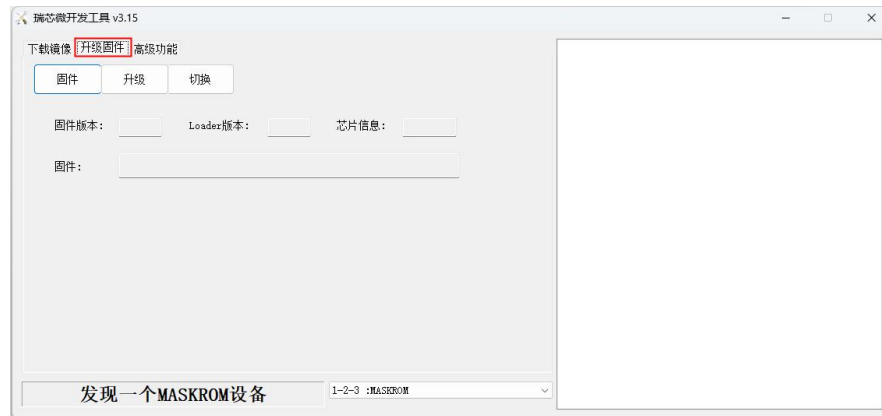 瑞芯微开发工具 v3.15
下载镜像 升级固件 高级功能
固件 升级 切换
固件版本: Loader版本: 芯片信息:
固件:
发现一个MASKROM设备 1-2-3 :MASKROM